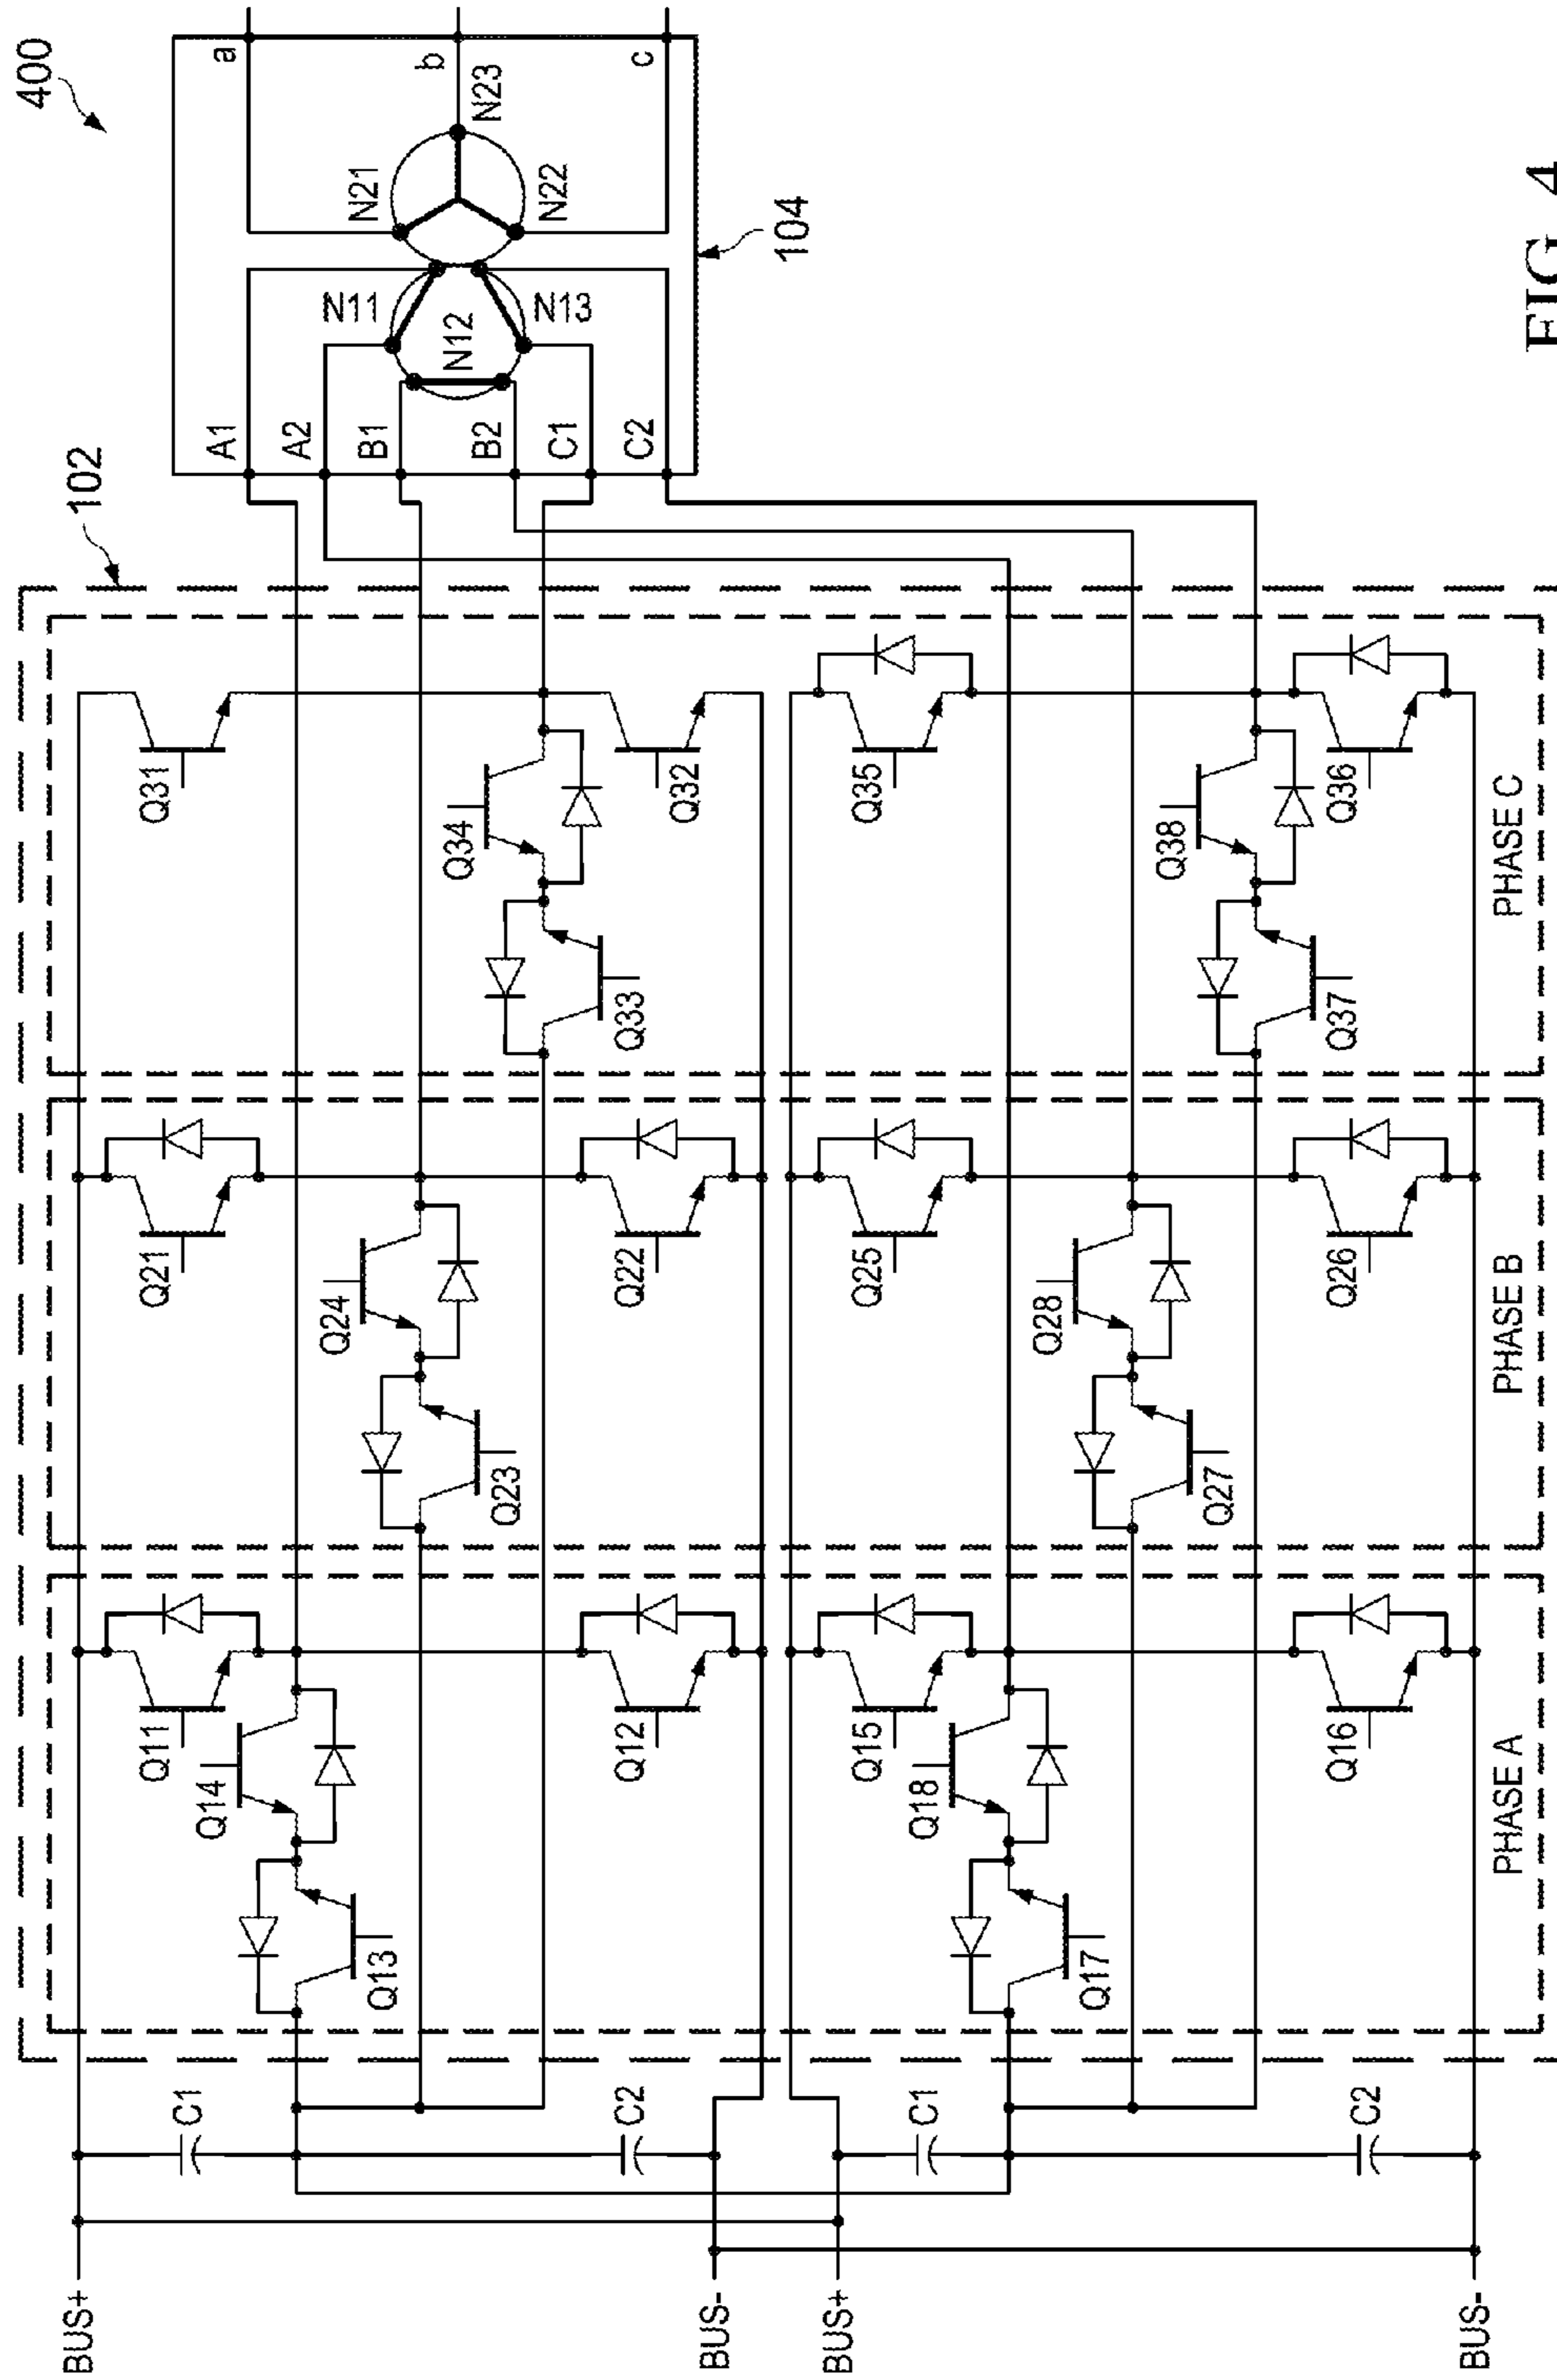 400
102
104
a
b
c
A1
A2
B1
B2
C1
C2
N11
N12
N13
N21
N22
N23
BUS+
BUS-
BUS+
BUS-
C1
C2
C1
C2
Q11
Q14
Q13
Q12
Q15
Q18
Q17
Q16
PHASE A
Q21
Q24
Q23
Q22
Q25
Q28
Q27
Q26
PHASE B
Q31
Q34
Q33
Q32
Q35
Q38
Q37
Q36
PHASE C
FIG. 4